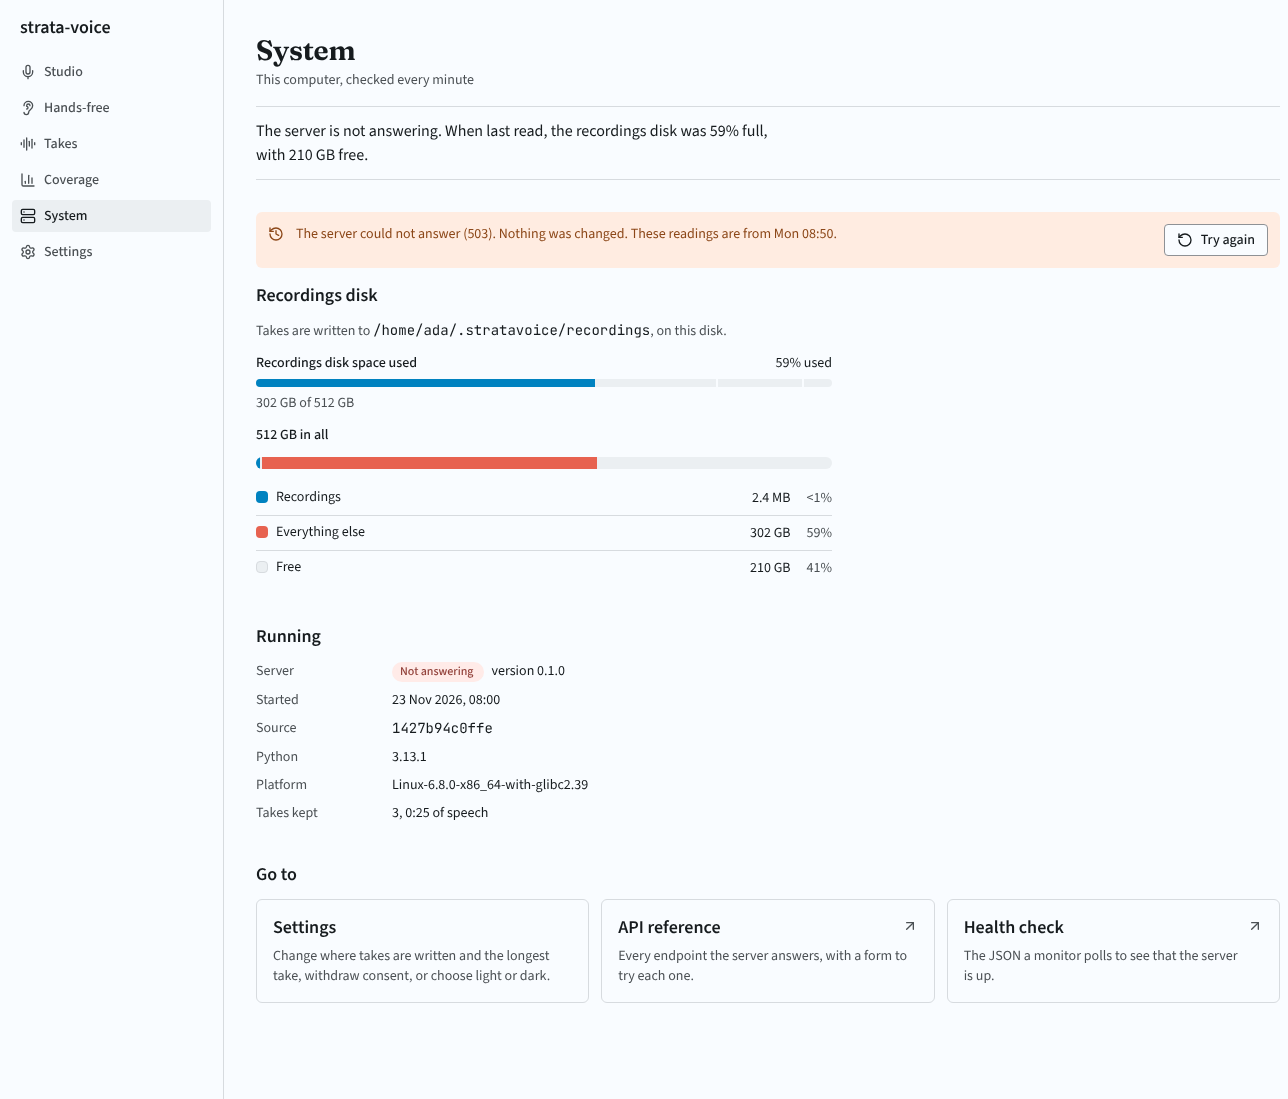 strata-voice
Studio
Hands-free
Takes
Coverage
System
Settings
System
This computer, checked every minute
The server is not answering. When last read, the recordings disk was 59% full,
with 210 GB free.
The server could not answer (503). Nothing was changed. These readings are from Mon 08:50.
Try again
Recordings disk
Takes are written to /home/ada/.stratavoice/recordings, on this disk.
Recordings disk space used 59% used
302 GB of 512 GB
512 GB in all
Recordings 2.4 MB <1%
Everything else 302 GB 59%
Free 210 GB 41%
Running
Server Not answering version 0.1.0
Started 23 Nov 2026, 08:00
Source 1427b94c0ffe
Python 3.13.1
Platform Linux-6.8.0-x86_64-with-glibc2.39
Takes kept 3, 0:25 of speech
Go to
Settings
Change where takes are written and the longest
take, withdraw consent, or choose light or dark.
API reference
Every endpoint the server answers, with a form to
try each one.
Health check
The JSON a monitor polls to see that the server
is up.